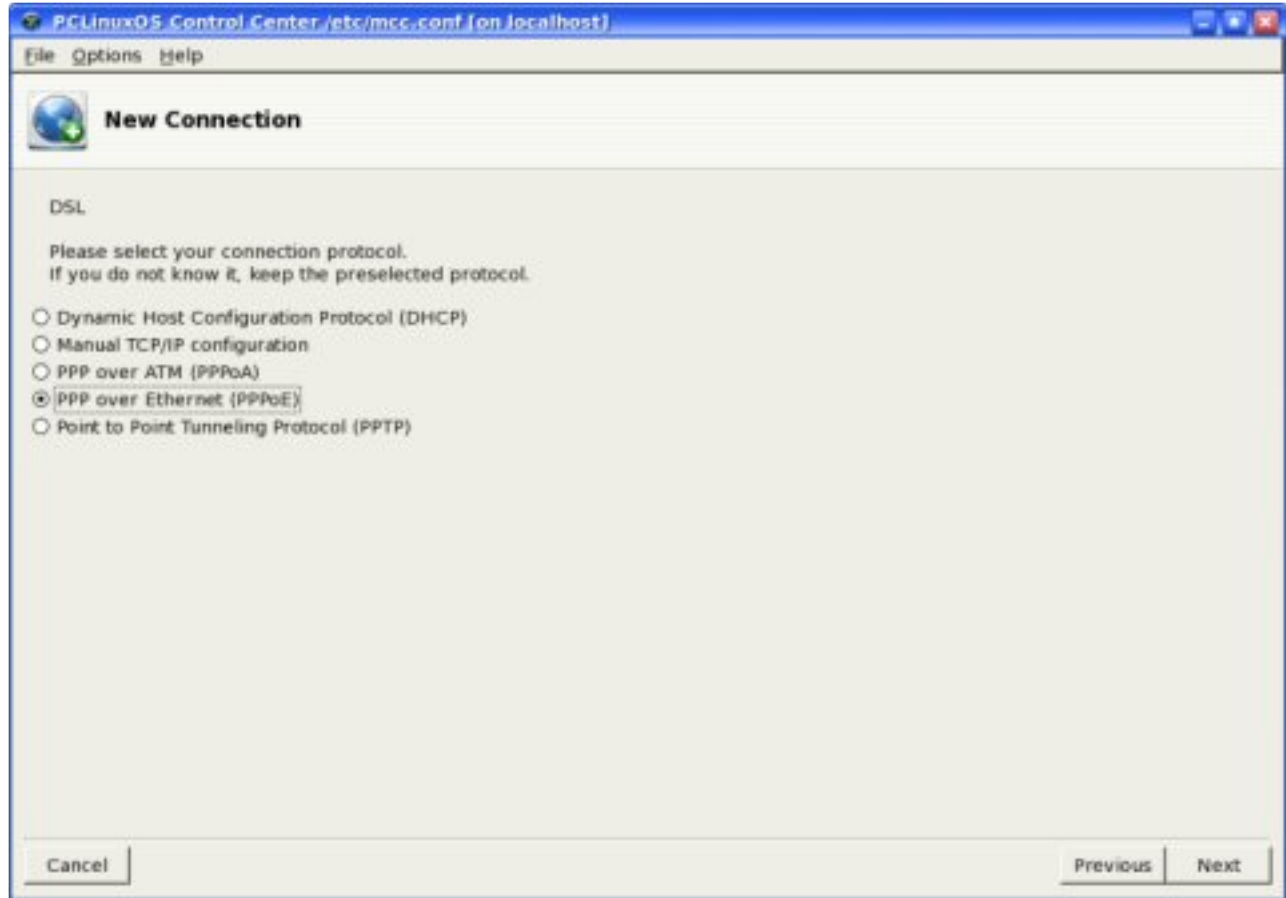 PCLinuxOS Control Center /etc/mcc.conf [on localhost]
File Options Help
New Connection
DSL
Please select your connection protocol.
If you do not know it, keep the preselected protocol.
Dynamic Host Configuration Protocol (DHCP)
Manual TCP/IP configuration
PPP over ATM (PPPoA)
PPP over Ethernet (PPPoE)
Point to Point Tunneling Protocol (PPTP)
Cancel Previous Next